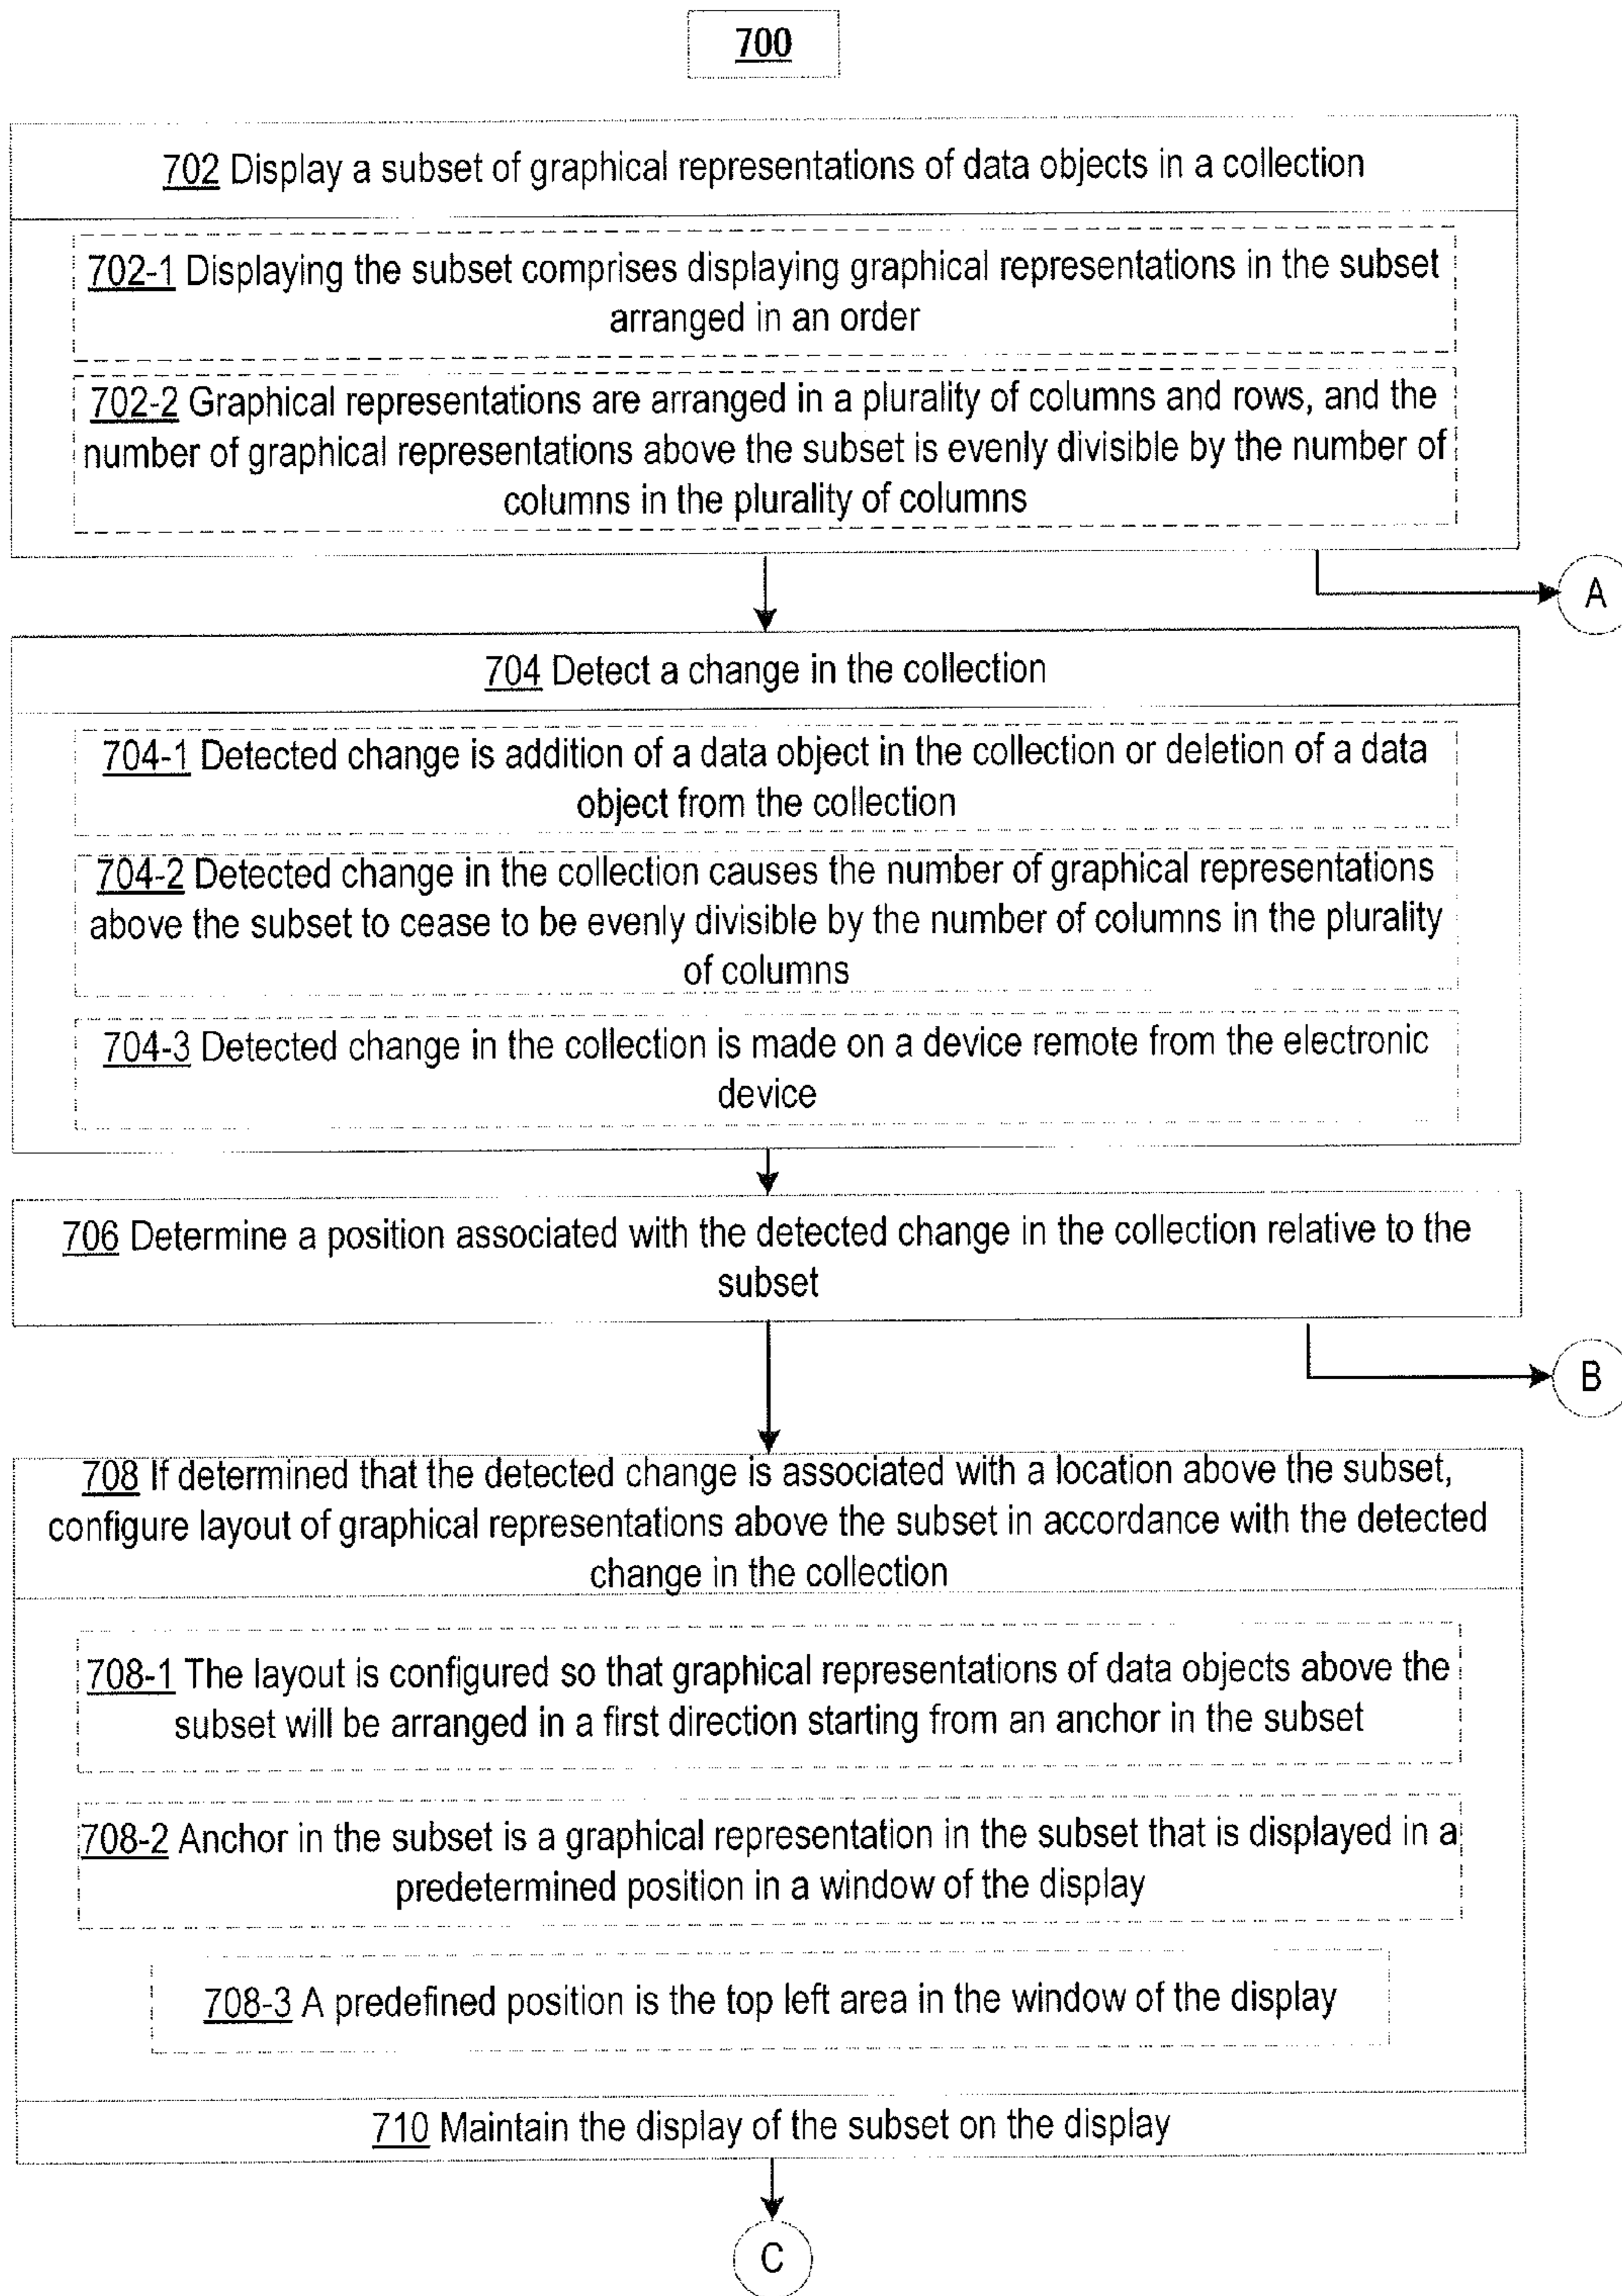 700
702 Display a subset of graphical representations of data objects in a collection
702-1 Displaying the subset comprises displaying graphical representations in the subset
arranged in an order
702-2 Graphical representations are arranged in a plurality of columns and rows, and the
number of graphical representations above the subset is evenly divisible by the number of
columns in the plurality of columns
A
704 Detect a change in the collection
704-1 Detected change is addition of a data object in the collection or deletion of a data
object from the collection
704-2 Detected change in the collection causes the number of graphical representations
above the subset to cease to be evenly divisible by the number of columns in the plurality
of columns
704-3 Detected change in the collection is made on a device remote from the electronic
device
706 Determine a position associated with the detected change in the collection relative to the
subset
B
708 If determined that the detected change is associated with a location above the subset,
configure layout of graphical representations above the subset in accordance with the detected
change in the collection
708-1 The layout is configured so that graphical representations of data objects above the
subset will be arranged in a first direction starting from an anchor in the subset
708-2 Anchor in the subset is a graphical representation in the subset that is displayed in a
predetermined position in a window of the display
708-3 A predefined position is the top left area in the window of the display
710 Maintain the display of the subset on the display
C